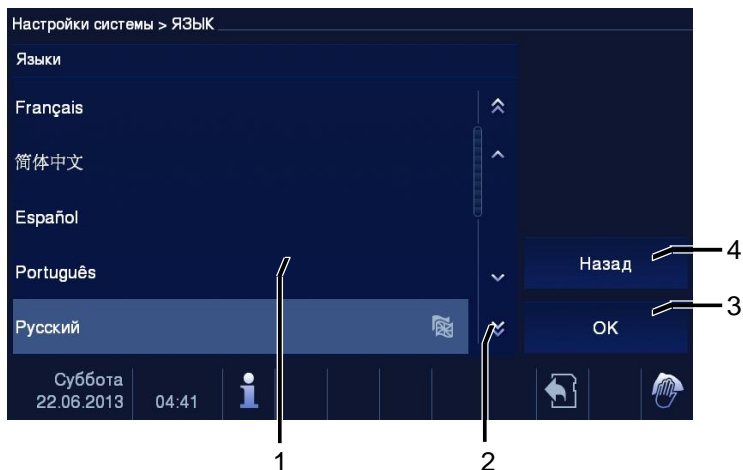 Настройки системы > ЯЗЫК
Языки
Français
简体中文
Español
Português
Русский
Назад
OK
4
3
Суббота
22.06.2013
04:41
1
2